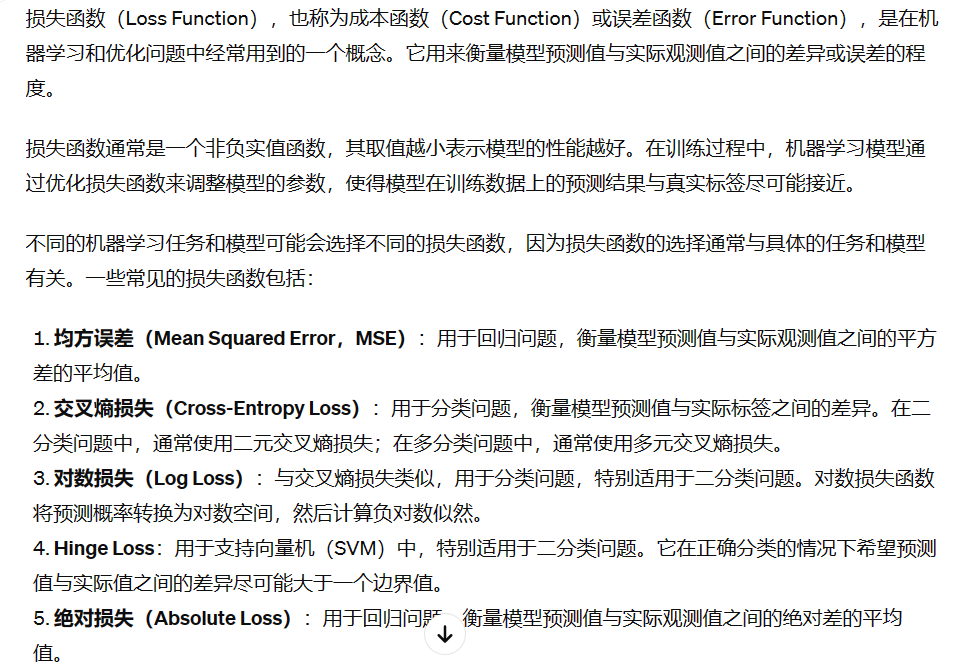 损失函数（Loss Function），也称为成本函数（Cost Function）或误差函数（Error Function），是在机
器学习和优化问题中经常用到的一个概念。它用来衡量模型预测值与实际观测值之间的差异或误差的程
度。
损失函数通常是一个非负实值函数，其取值越小表示模型的性能越好。在训练过程中，机器学习模型通
过优化损失函数来调整模型的参数，使得模型在训练数据上的预测结果与真实标签尽可能接近。
不同的机器学习任务和模型可能会选择不同的损失函数，因为损失函数的选择通常与具体的任务和模型
有关。一些常见的损失函数包括：
1. 均方误差（Mean Squared Error，MSE）：用于回归问题，衡量模型预测值与实际观测值之间的平方
差的平均值。
2. 交叉熵损失（Cross-Entropy Loss）：用于分类问题，衡量模型预测值与实际标签之间的差异。在二
分类问题中，通常使用二元交叉熵损失；在多分类问题中，通常使用多元交叉熵损失。
3. 对数损失（Log Loss）：与交叉熵损失类似，用于分类问题，特别适用于二分类问题。对数损失函数
将预测概率转换为对数空间，然后计算负对数似然。
4. Hinge Loss：用于支持向量机（SVM）中，特别适用于二分类问题。它在正确分类的情况下希望预测
值与实际值之间的差异尽可能大于一个边界值。
5. 绝对损失（Absolute Loss）：用于回归问题，衡量模型预测值与实际观测值之间的绝对差的平均
值。